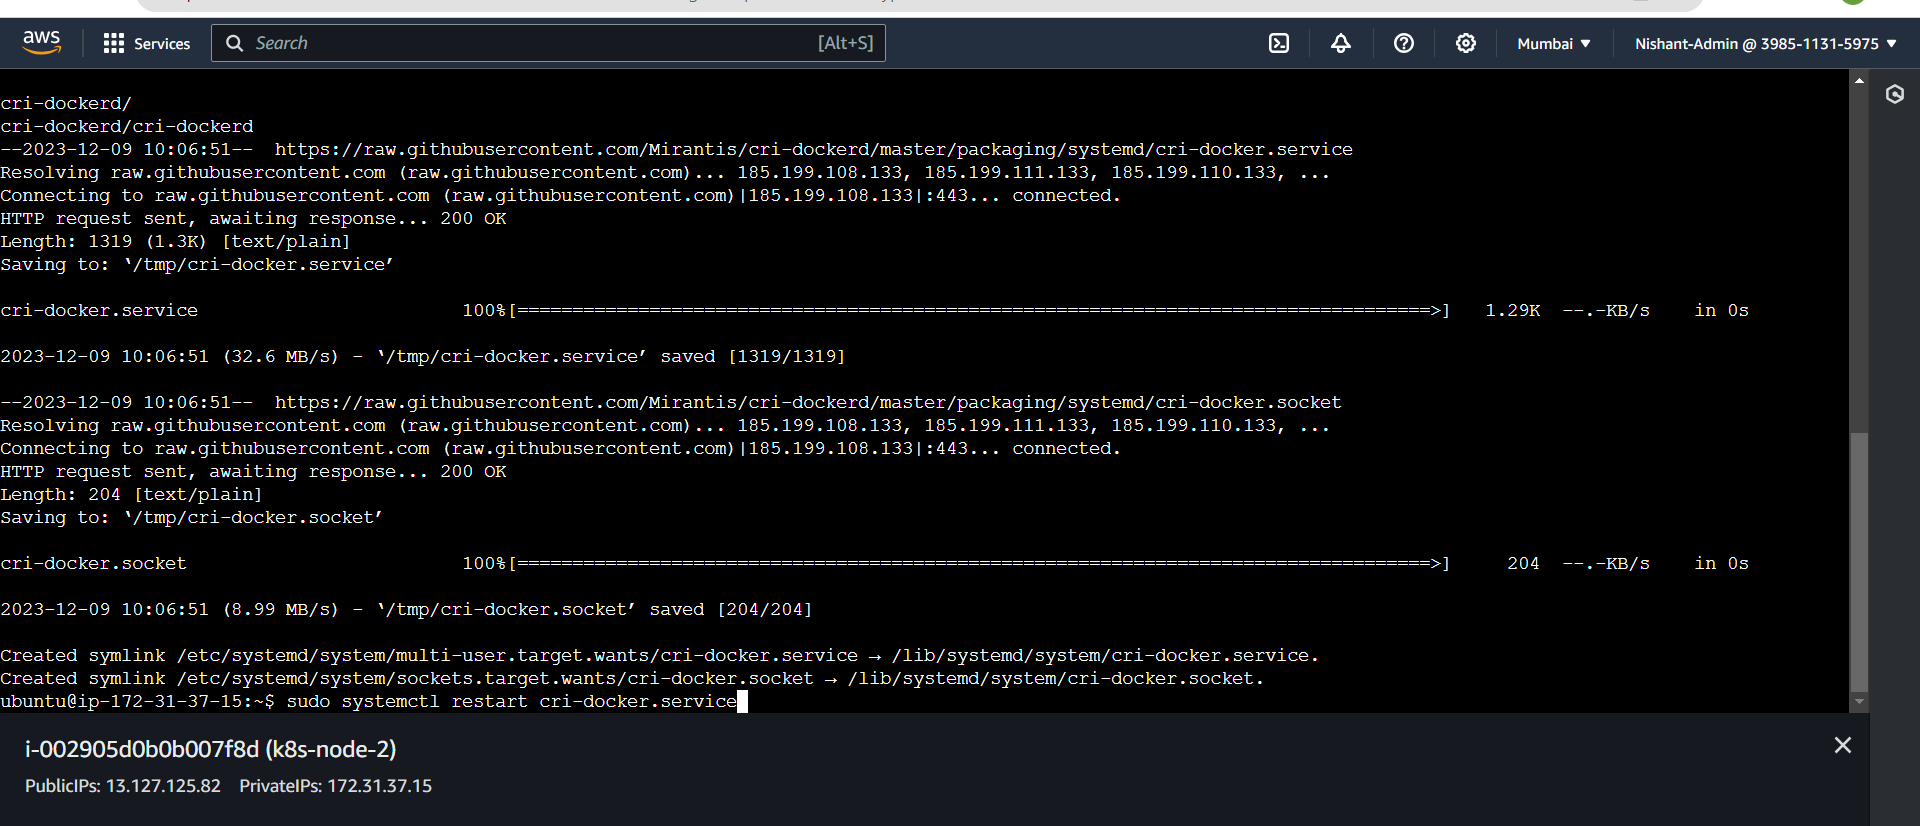 aws Services Search [Alt+S] Mumbai ▼ Nishant-Admin @ 3985-1131-5975 ▼
cri-dockerd/
cri-dockerd/cri-dockerd
--2023-12-09 10:06:51--  https://raw.githubusercontent.com/Mirantis/cri-dockerd/master/packaging/systemd/cri-docker.service
Resolving raw.githubusercontent.com (raw.githubusercontent.com)... 185.199.108.133, 185.199.111.133, 185.199.110.133, ...
Connecting to raw.githubusercontent.com (raw.githubusercontent.com)|185.199.108.133|:443... connected.
HTTP request sent, awaiting response... 200 OK
Length: 1319 (1.3K) [text/plain]
Saving to: ‘/tmp/cri-docker.service’
cri-docker.service 100%[===================================================================================>] 1.29K --.-KB/s in 0s
2023-12-09 10:06:51 (32.6 MB/s) - ‘/tmp/cri-docker.service’ saved [1319/1319]
--2023-12-09 10:06:51--  https://raw.githubusercontent.com/Mirantis/cri-dockerd/master/packaging/systemd/cri-docker.socket
Resolving raw.githubusercontent.com (raw.githubusercontent.com)... 185.199.108.133, 185.199.111.133, 185.199.110.133, ...
Connecting to raw.githubusercontent.com (raw.githubusercontent.com)|185.199.108.133|:443... connected.
HTTP request sent, awaiting response... 200 OK
Length: 204 [text/plain]
Saving to: ‘/tmp/cri-docker.socket’
cri-docker.socket 100%[===================================================================================>] 204 --.-KB/s in 0s
2023-12-09 10:06:51 (8.99 MB/s) - ‘/tmp/cri-docker.socket’ saved [204/204]
Created symlink /etc/systemd/system/multi-user.target.wants/cri-docker.service → /lib/systemd/system/cri-docker.service.
Created symlink /etc/systemd/system/sockets.target.wants/cri-docker.socket → /lib/systemd/system/cri-docker.socket.
ubuntu@ip-172-31-37-15:~$ sudo systemctl restart cri-docker.service
i-002905d0b0b007f8d (k8s-node-2)
PublicIPs: 13.127.125.82 PrivateIPs: 172.31.37.15